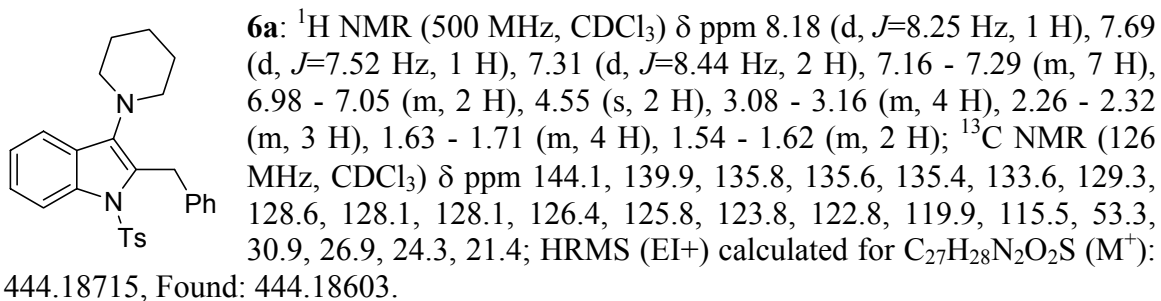 6a: ¹H NMR (500 MHz, CDCl₃) δ ppm 8.18 (d, J=8.25 Hz, 1 H), 7.69
(d, J=7.52 Hz, 1 H), 7.31 (d, J=8.44 Hz, 2 H), 7.16 - 7.29 (m, 7 H),
6.98 - 7.05 (m, 2 H), 4.55 (s, 2 H), 3.08 - 3.16 (m, 4 H), 2.26 - 2.32
(m, 3 H), 1.63 - 1.71 (m, 4 H), 1.54 - 1.62 (m, 2 H); ¹³C NMR (126
MHz, CDCl₃) δ ppm 144.1, 139.9, 135.8, 135.6, 135.4, 133.6, 129.3,
128.6, 128.1, 128.1, 126.4, 125.8, 123.8, 122.8, 119.9, 115.5, 53.3,
30.9, 26.9, 24.3, 21.4; HRMS (EI+) calculated for C₂₇H₂₈N₂O₂S (M⁺):
444.18715, Found: 444.18603.
N
N
Ph
Ts